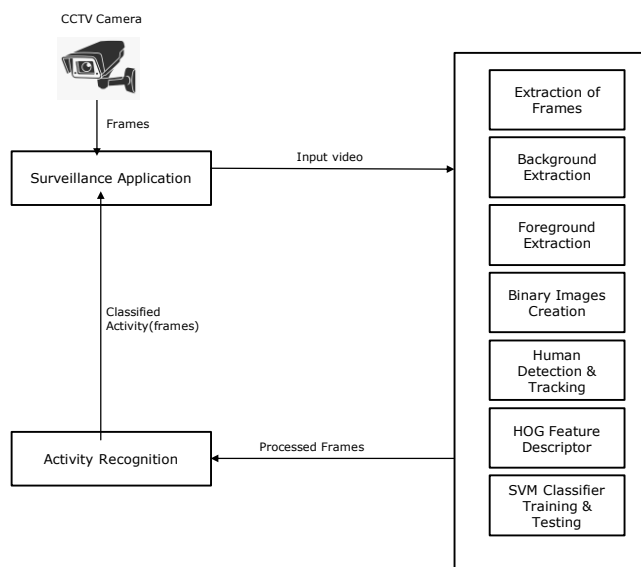 CCTV Camera
Frames
Surveillance Application
Input video
Extraction of
Frames
Background
Extraction
Foreground
Extraction
Binary Images
Creation
Human
Detection &
Tracking
HOG Feature
Descriptor
SVM Classifier
Training &
Testing
Classified
Activity(frames)
Activity Recognition
Processed Frames